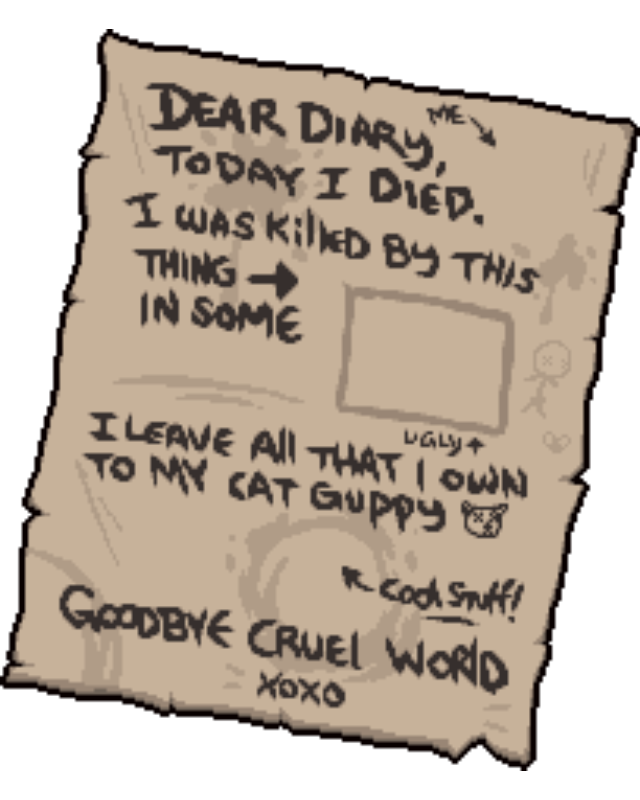 DEAR DIARY,
ME
TODAY I DIED.
I WAS KillED BY THIS
THING
IN SOME
UGLY
I LEAVE All THAT I OWN
TO MY CAT GUPPY
Cool Stuff!
GOODBYE CRUEl WORlD
XOXO